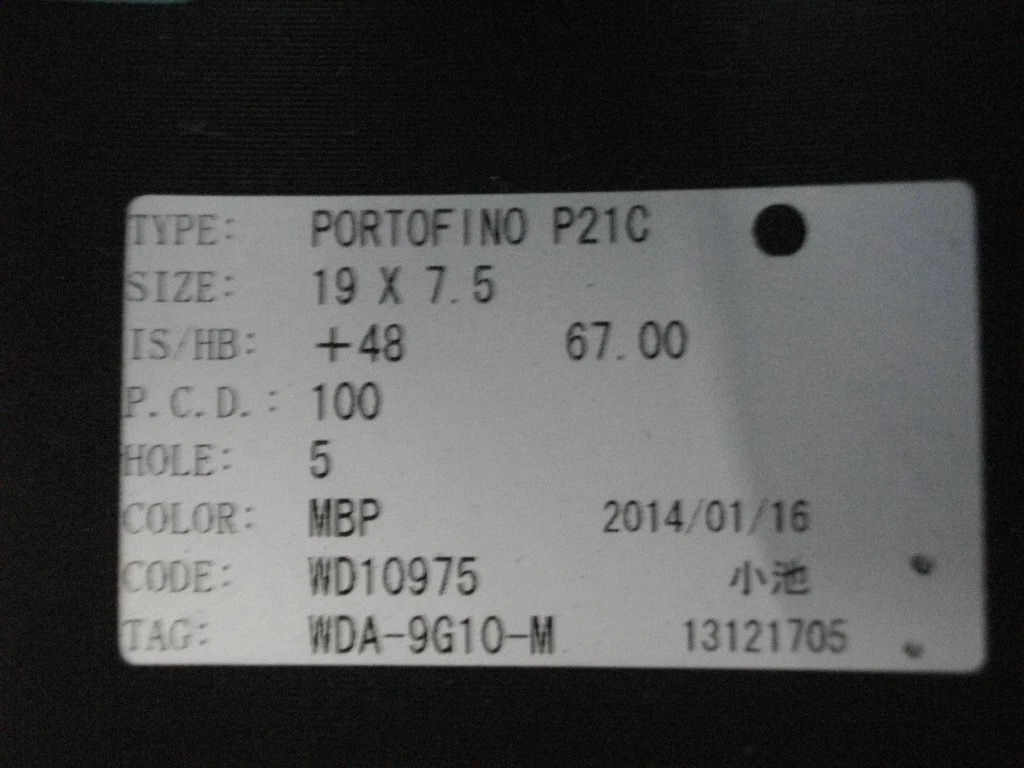 TYPE: PORTOFINO P21C
SIZE: 19 X 7.5
IS/HB: +48 67.00
P.C.D.: 100
HOLE: 5
COLOR: MBP 2014/01/16
CODE: WD10975 小池
TAG: WDA-9G10-M 13121705